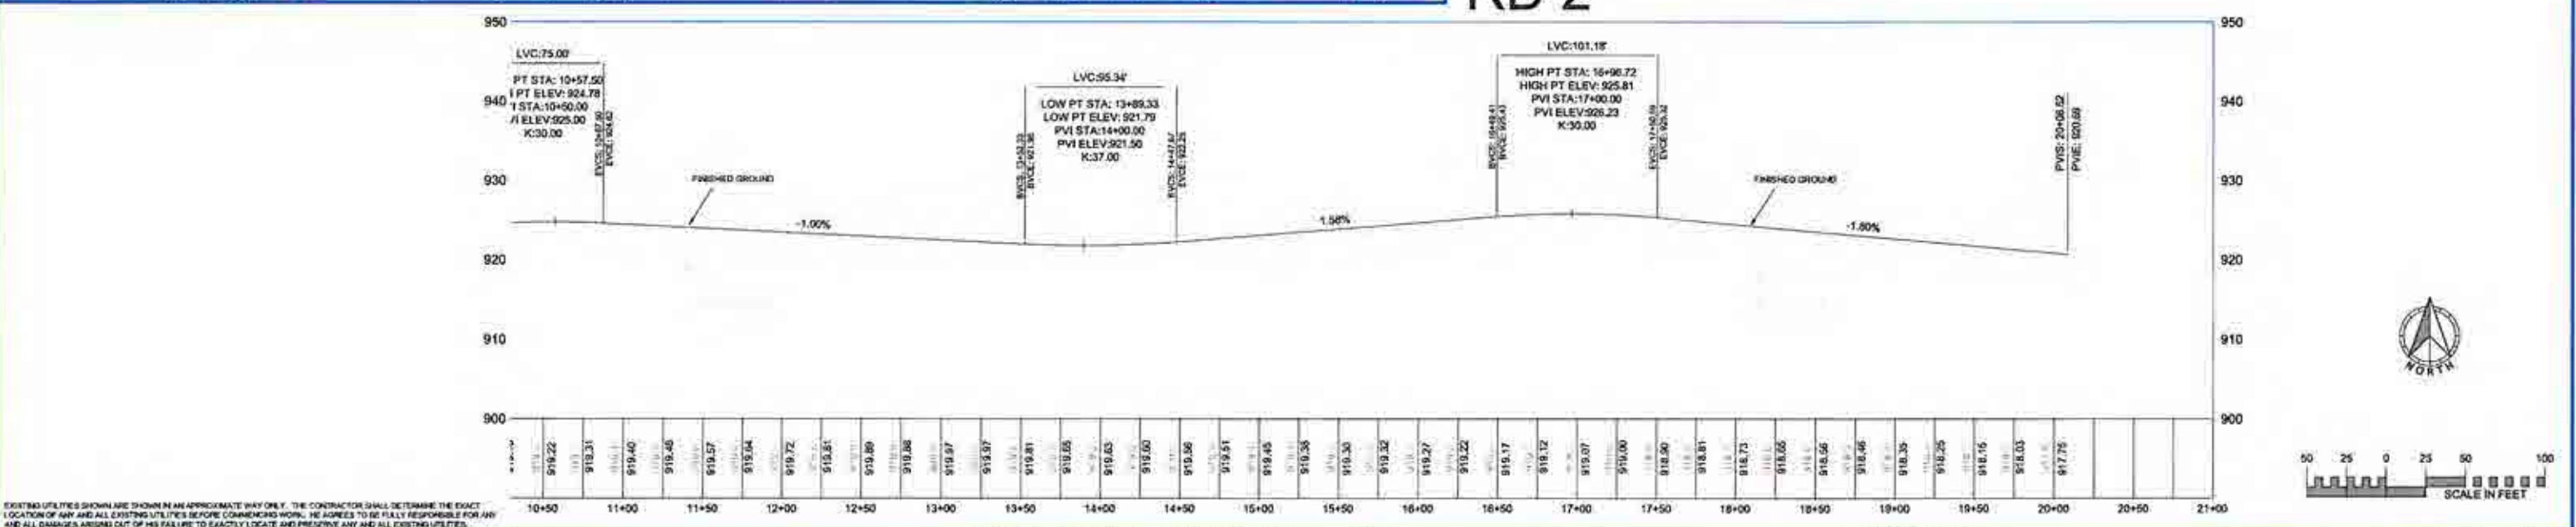 RD 2
950
950
LVC:75.00'
PT STA: 10+57.50
PT ELEV: 924.78
STA:10+50.00
ELEV:925.00
K:30.00
EVCS: 10+87.50
EVCE: 924.62
LVC:95.34'
LOW PT STA: 13+89.33
LOW PT ELEV: 921.79
PVI STA:14+00.00
PVI ELEV:921.50
K:37.00
BVCS: 13+52.33
BVCE: 921.98
EVCS: 14+47.67
EVCE: 922.25
LVC:101.18'
HIGH PT STA: 16+96.72
HIGH PT ELEV: 925.81
PVI STA:17+00.00
PVI ELEV:926.23
K:30.00
BVCS: 16+49.41
BVCE: 925.43
EVCS: 17+50.59
EVCE: 925.32
PVIS: 20+08.52
PVIE: 920.69
940
940
930
930
FINISHED GROUND
FINISHED GROUND
-1.00%
1.58%
-1.80%
920
920
910
910
900
900
919.22
919.31
919.40
919.48
919.57
919.64
919.72
919.81
919.89
919.98
919.97
919.97
919.81
919.65
919.63
919.60
919.56
919.51
919.45
919.38
919.30
919.32
919.27
919.22
919.17
919.12
919.07
919.00
918.90
918.81
918.73
918.65
918.56
918.46
918.35
918.25
918.15
918.03
917.75
10+50 11+00 11+50 12+00 12+50 13+00 13+50 14+00 14+50 15+00 15+50 16+00 16+50 17+00 17+50 18+00 18+50 19+00 19+50 20+00 20+50 21+00
NORTH
50 25 0 25 50 100
SCALE IN FEET
EXISTING UTILITIES SHOWN ARE SHOWN IN AN APPROXIMATE WAY ONLY. THE CONTRACTOR SHALL DETERMINE THE EXACT
LOCATION OF ANY AND ALL EXISTING UTILITIES BEFORE COMMENCING WORK. HE AGREES TO BE FULLY RESPONSIBLE FOR ANY
AND ALL DAMAGES ARISING OUT OF HIS FAILURE TO EXACTLY LOCATE AND PRESERVE ANY AND ALL EXISTING UTILITIES.